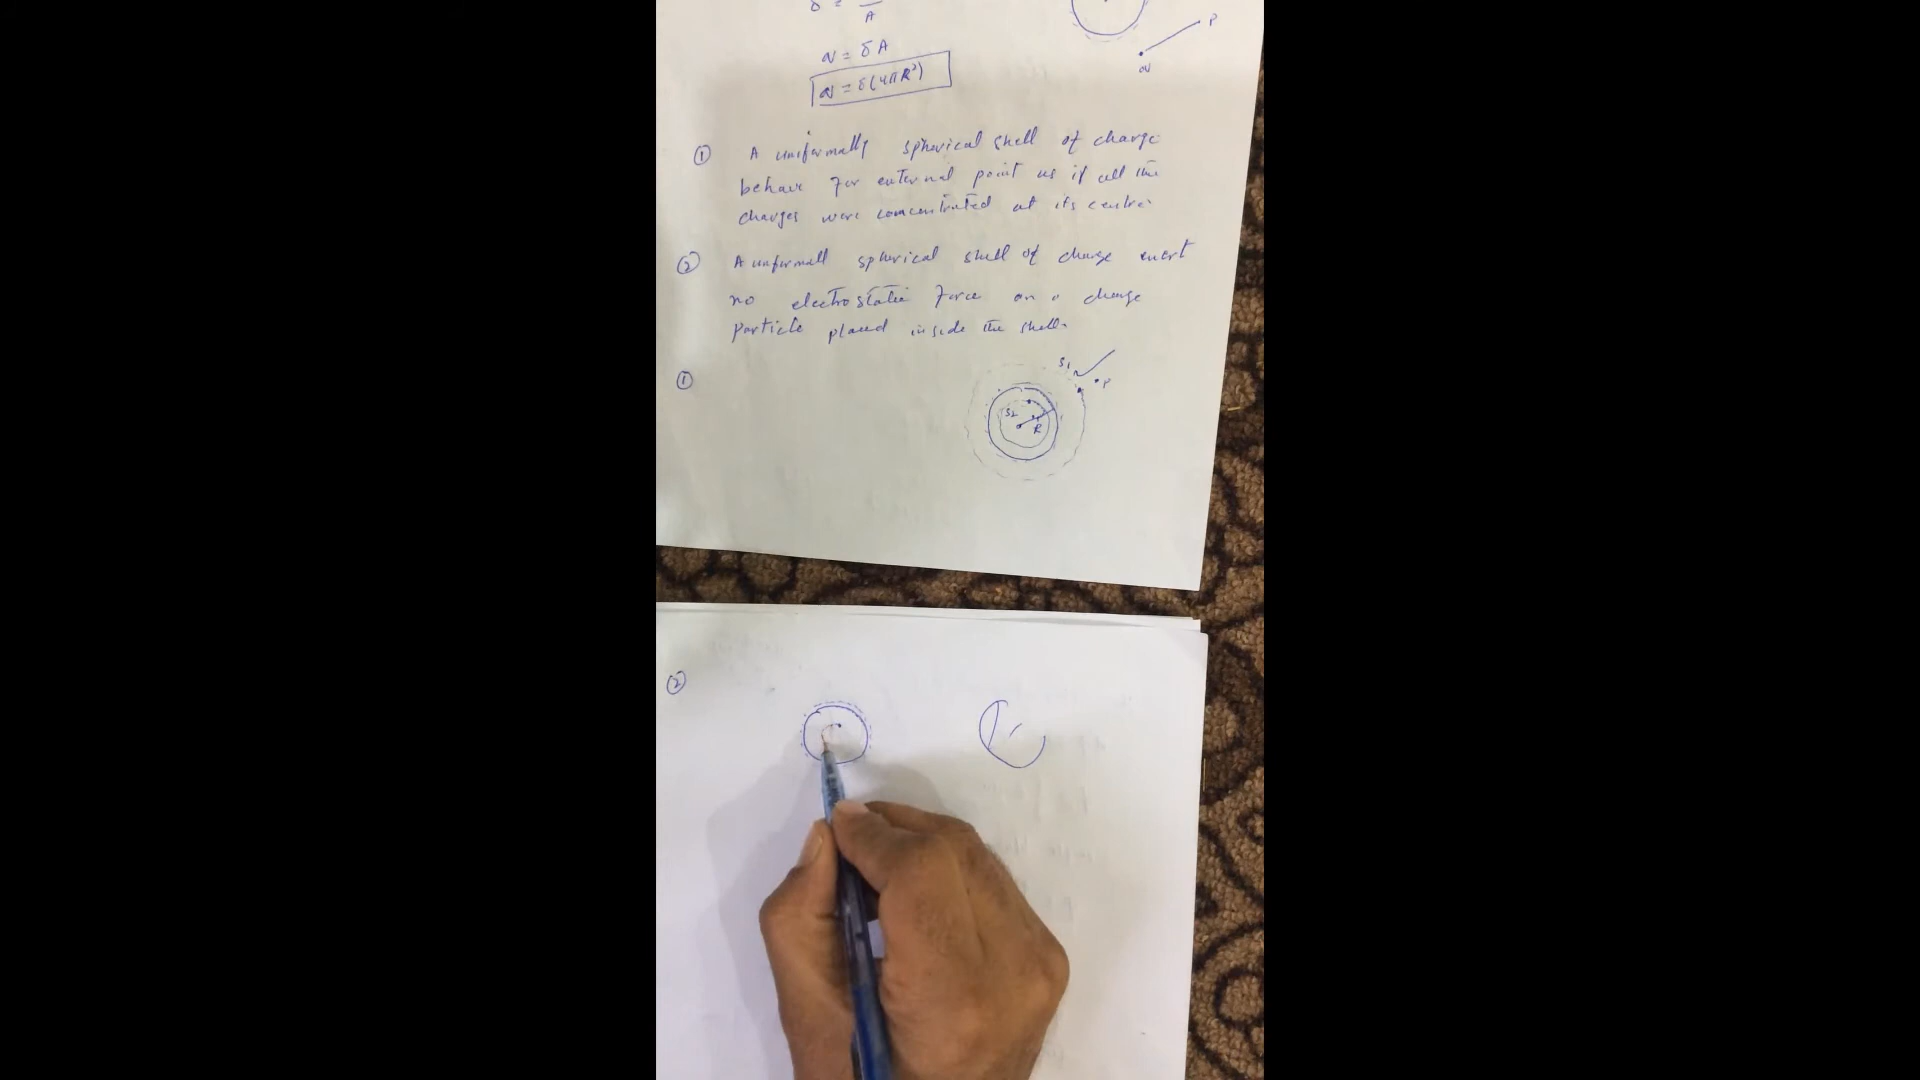 δ = / A
q = δ A
q = δ(4πR²)
P
q
① A uniformally spherical shell of charge
behave for external point as if all the
charges were concentrated at its centre.
② A unformall spherical shell of charge exert
no electrostatic force on a charge
particle placed inside the shell.
①
S₁
P
S₂
R
②